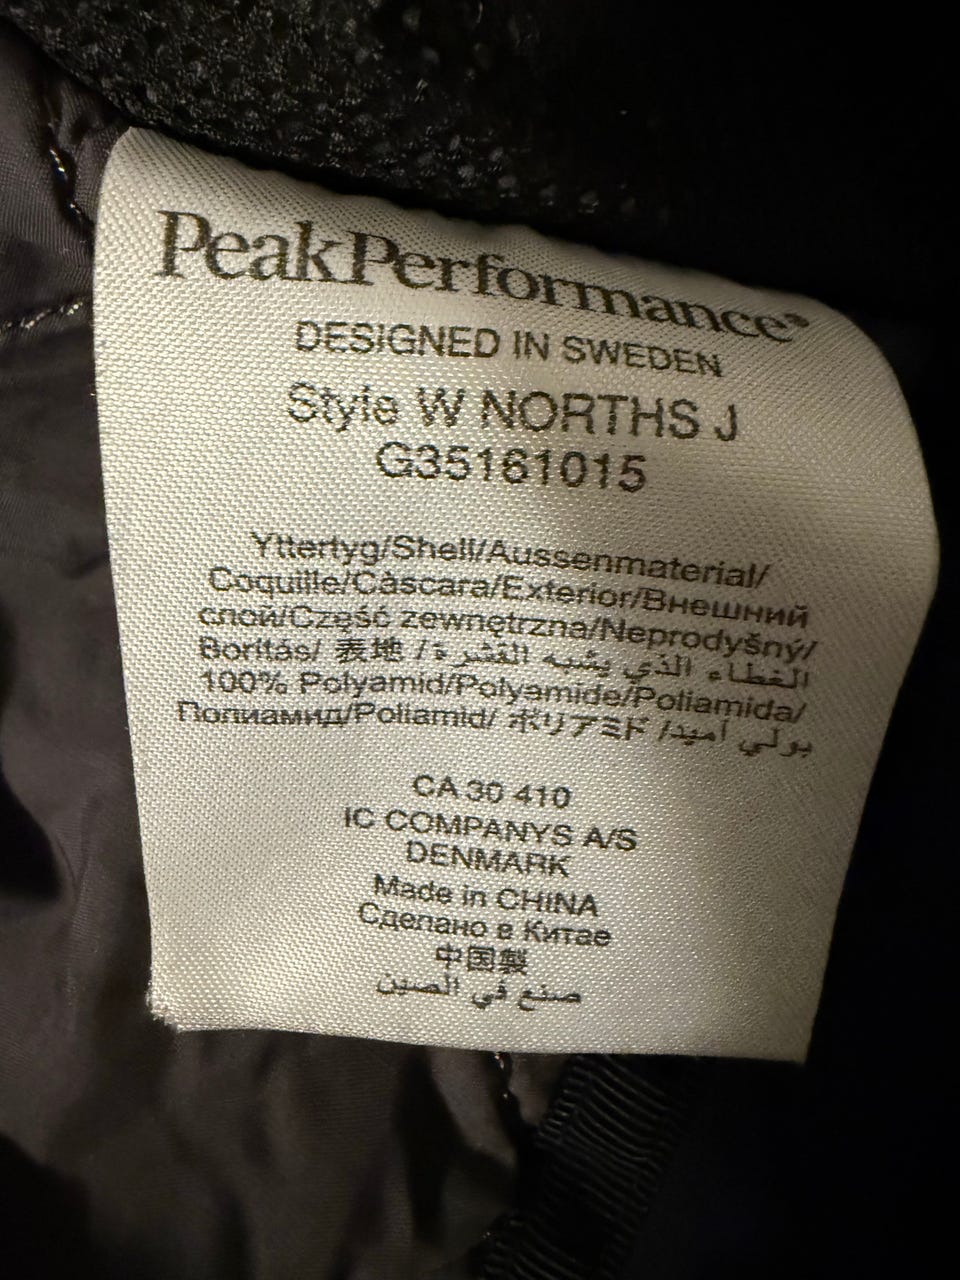 PeakPerformance®
DESIGNED IN SWEDEN
Style W NORTHS J
G35161015
Yttertyg/Shell/Aussenmaterial/
Coquille/Cáscara/Exterior/Внешний
слой/Część zewnętrzna/Neprodyšný/
Borítás/ 表地 /الغطاء الذي يشبه القشرة
100% Polyamid/Polyamide/Poliamida/
Полиамид/Poliamid/ ポリアミド /بولي أميد
CA 30 410
IC COMPANYS A/S
DENMARK
Made in CHINA
Сделано в Китае
中国製
صنع في الصين